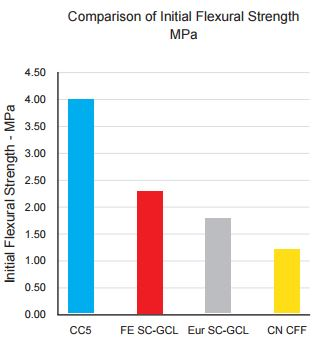 Comparison of Initial Flexural Strength
MPa
Initial Flexural Strength - MPa
4.50
4.00
3.50
3.00
2.50
2.00
1.50
1.00
0.50
0.00
CC5 FE SC-GCL Eur SC-GCL CN CFF